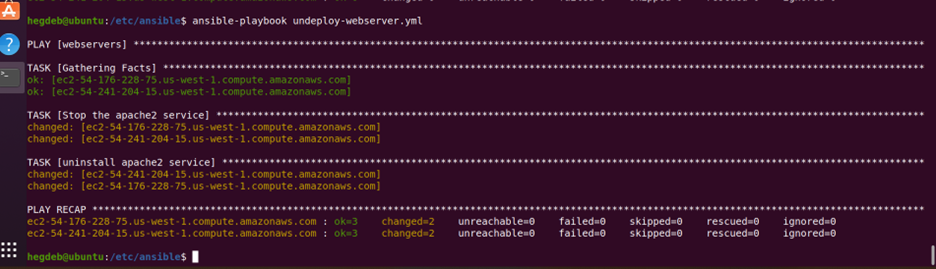 hegdeb@ubuntu:/etc/ansible$ ansible-playbook undeploy-webserver.yml
PLAY [webservers] ******************************************************************************************************************************
TASK [Gathering Facts] *************************************************************************************************************************
ok: [ec2-54-176-228-75.us-west-1.compute.amazonaws.com]
ok: [ec2-54-241-204-15.us-west-1.compute.amazonaws.com]
TASK [Stop the apache2 service] ****************************************************************************************************************
changed: [ec2-54-176-228-75.us-west-1.compute.amazonaws.com]
changed: [ec2-54-241-204-15.us-west-1.compute.amazonaws.com]
TASK [uninstall apache2 service] ***************************************************************************************************************
changed: [ec2-54-241-204-15.us-west-1.compute.amazonaws.com]
changed: [ec2-54-176-228-75.us-west-1.compute.amazonaws.com]
PLAY RECAP *************************************************************************************************************************************
ec2-54-176-228-75.us-west-1.compute.amazonaws.com : ok=3 changed=2 unreachable=0 failed=0 skipped=0 rescued=0 ignored=0
ec2-54-241-204-15.us-west-1.compute.amazonaws.com : ok=3 changed=2 unreachable=0 failed=0 skipped=0 rescued=0 ignored=0
hegdeb@ubuntu:/etc/ansible$